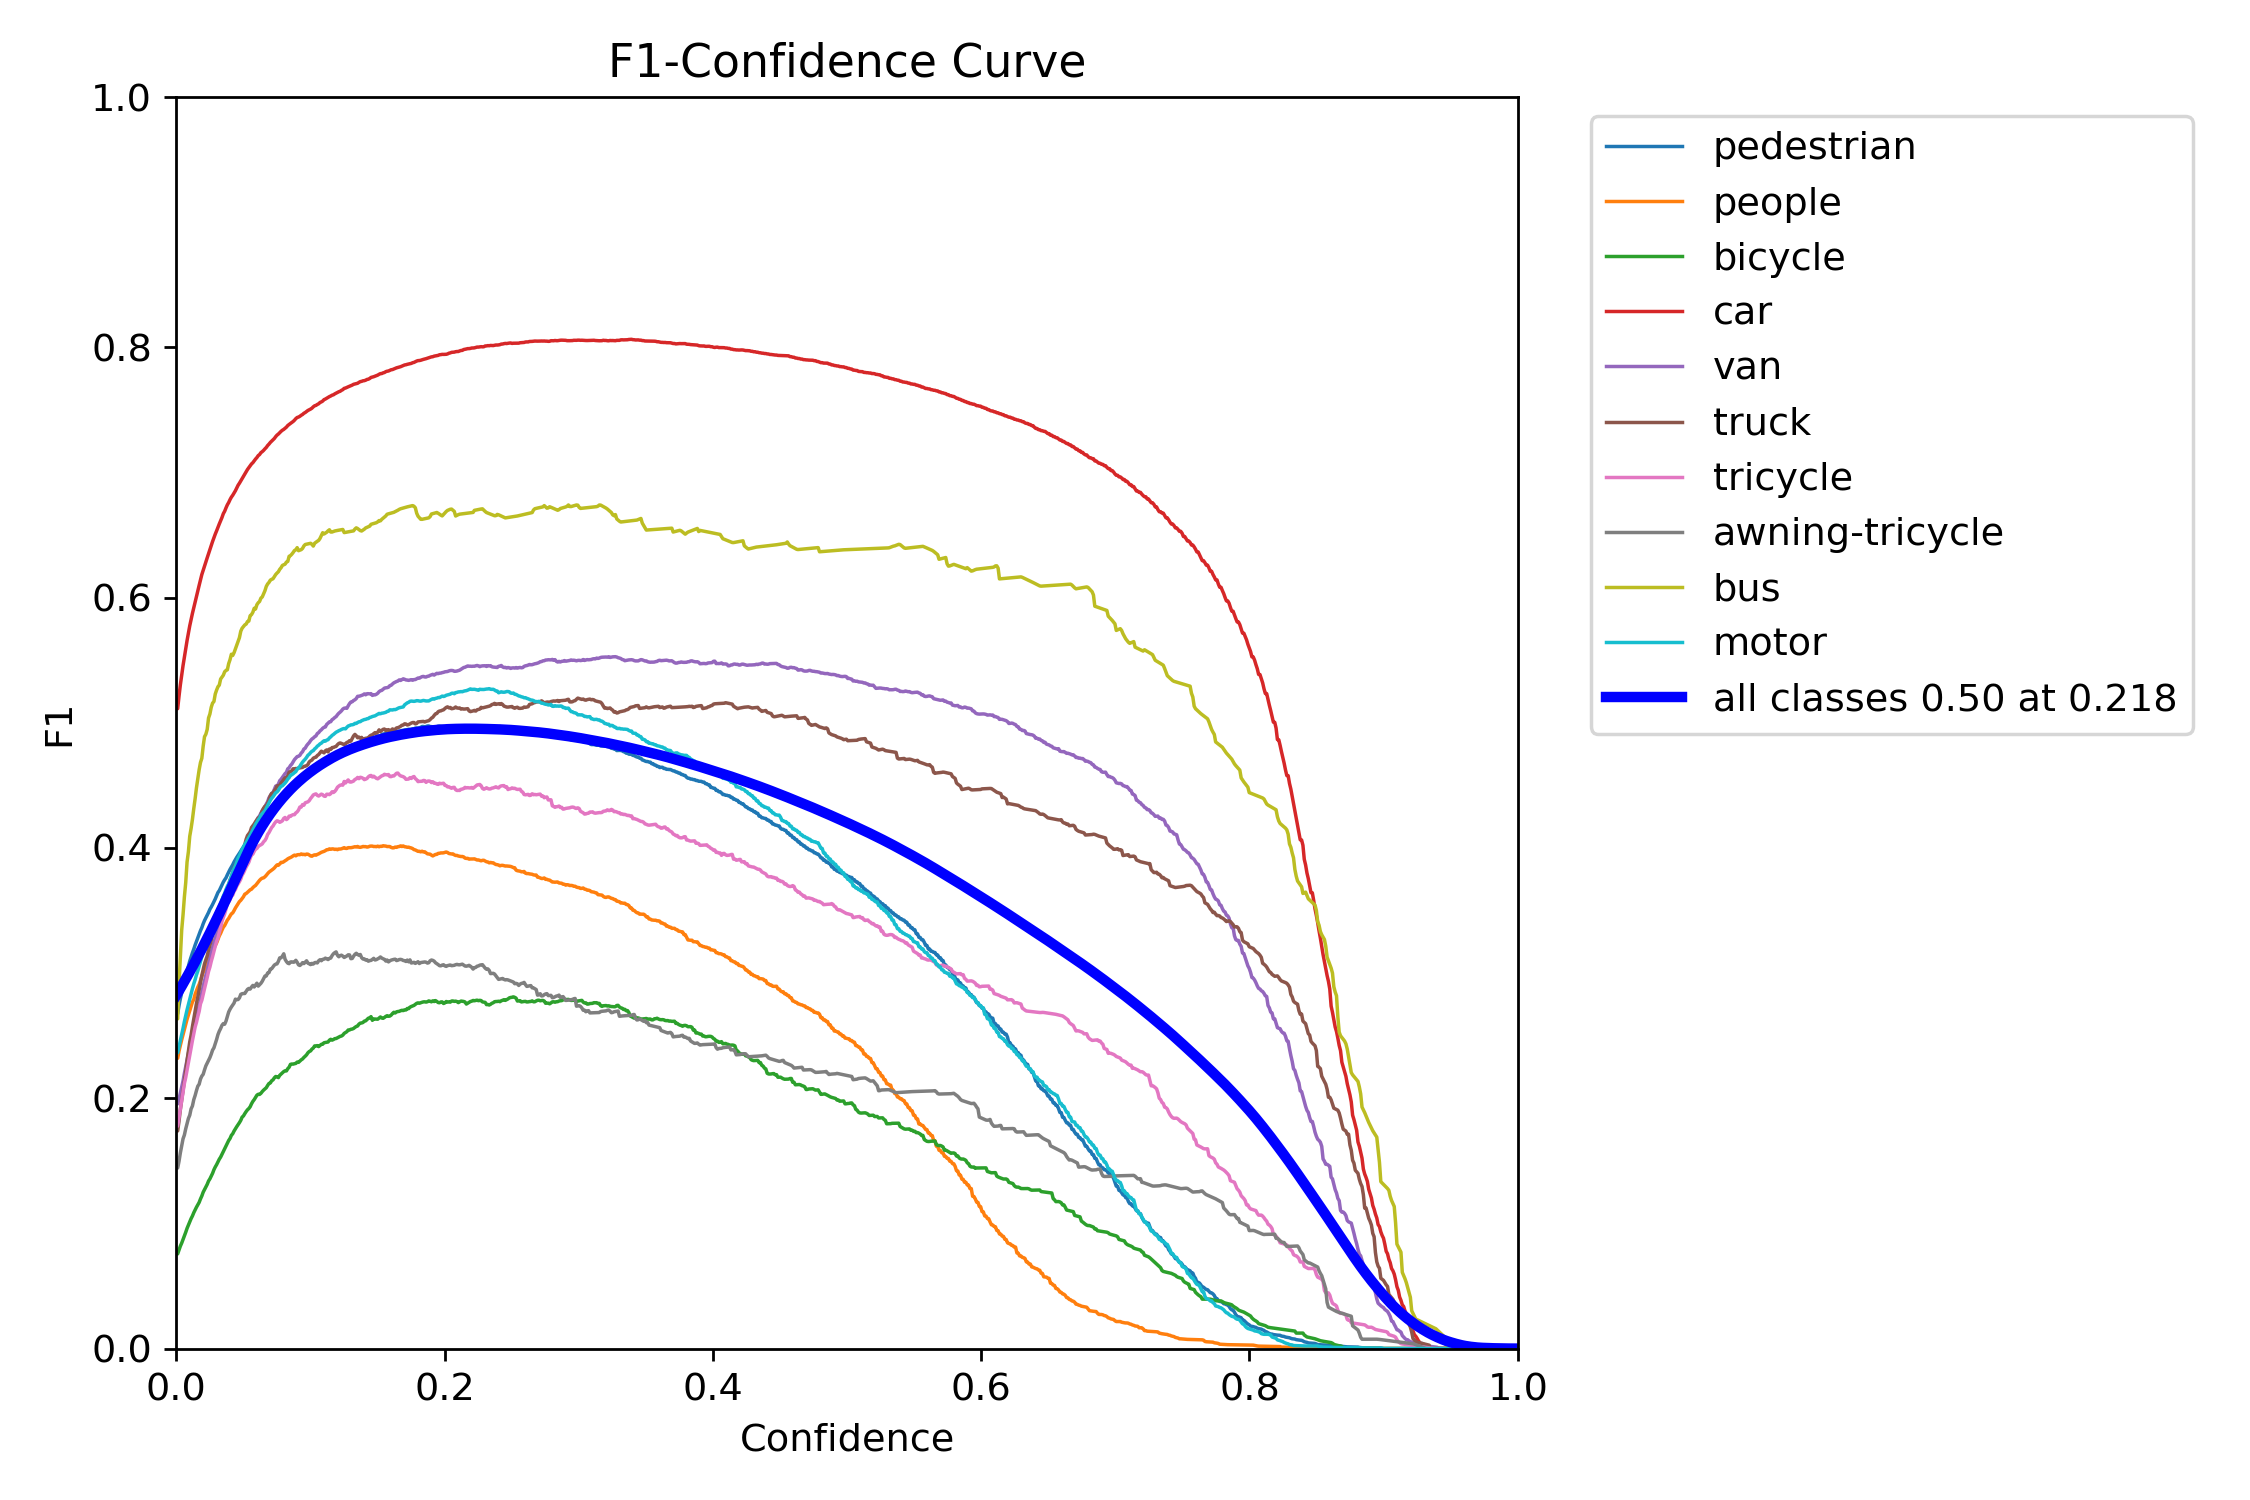 F1-Confidence Curve
F1
1.0
0.8
0.6
0.4
0.2
0.0
0.0 0.2 0.4 0.6 0.8 1.0
Confidence
pedestrian
people
bicycle
car
van
truck
tricycle
awning-tricycle
bus
motor
all classes 0.50 at 0.218